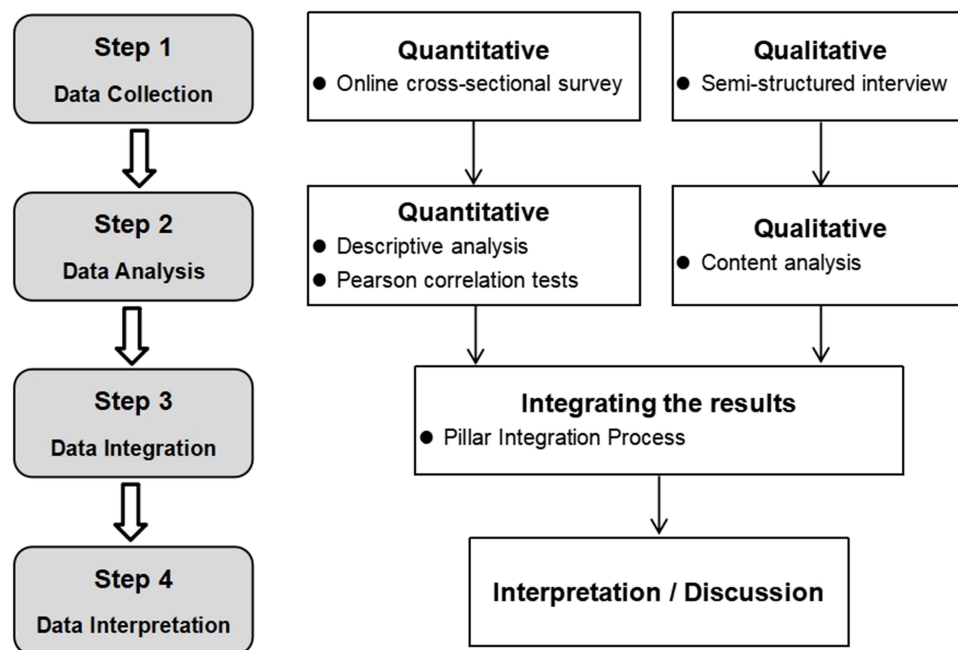 Step 1
Data Collection
Quantitative
● Online cross-sectional survey
Qualitative
● Semi-structured interview
Step 2
Data Analysis
Quantitative
● Descriptive analysis
● Pearson correlation tests
Qualitative
● Content analysis
Step 3
Data Integration
Integrating the results
● Pillar Integration Process
Step 4
Data Interpretation
Interpretation / Discussion